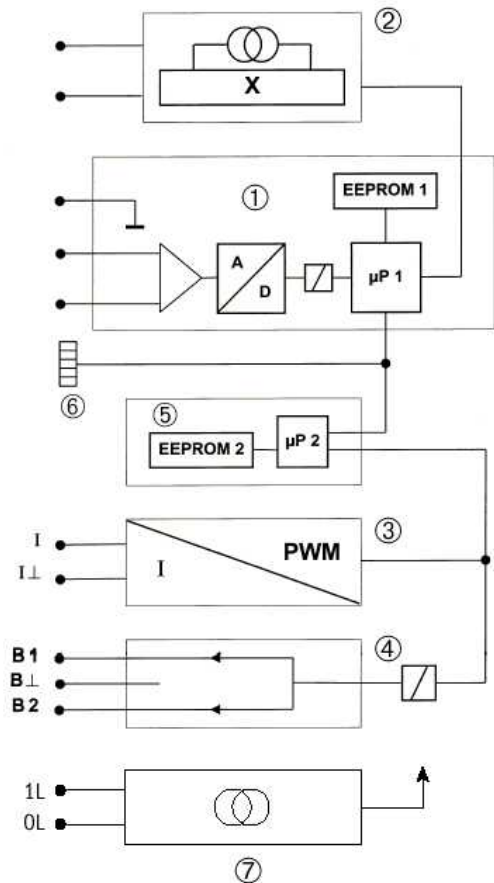 ②
X
①
EEPROM 1
A
D
µP 1
⑥
⑤
EEPROM 2
µP 2
I
I⊥
I
PWM
③
B 1
B⊥
B 2
④
1L
0L
⑦